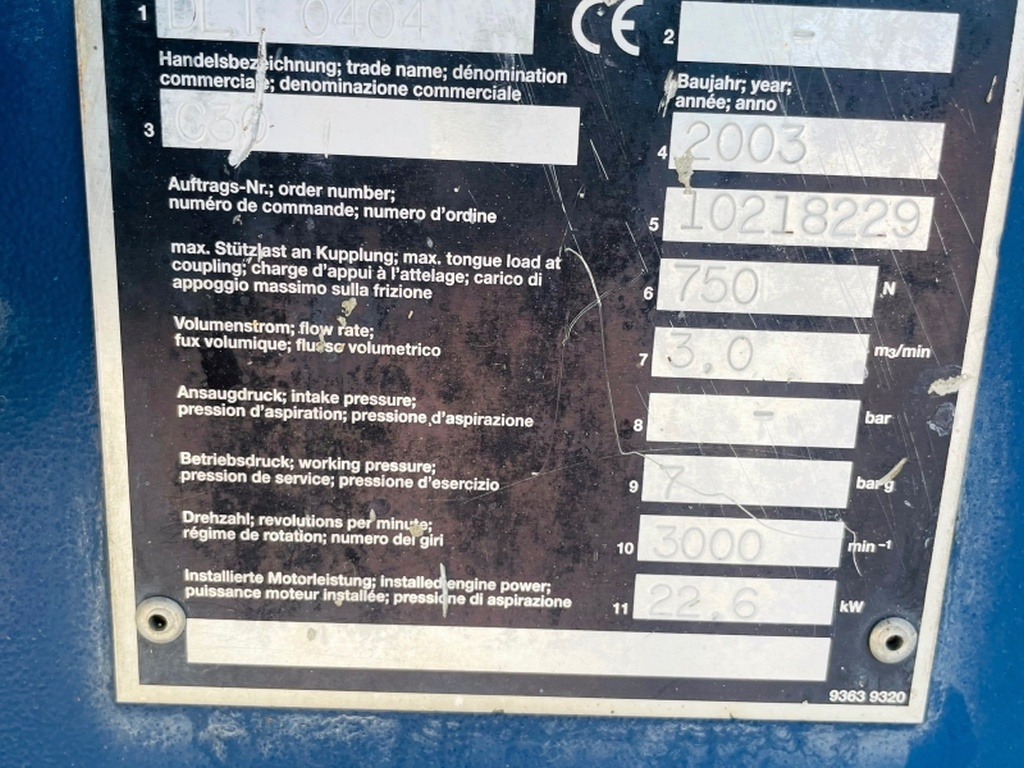 1 DLT 0404 CE 2 -
Handelsbezeichnung; trade name; dénomination
commerciale; denominazione commerciale
Baujahr; year;
année; anno
3 C30
4 2003
Auftrags-Nr.; order number;
numéro de commande; numero d'ordine
5 10218229
max. Stützlast an Kupplung; max. tongue load at
coupling; charge d'appui à l'attelage; carico di
appoggio massimo sulla frizione
6 750 N
Volumenstrom; flow rate;
fux volumique; flusso volumetrico
7 3,0 m3/min
Ansaugdruck; intake pressure;
pression d'aspiration; pressione d'aspirazione
8 - bar
Betriebsdruck; working pressure;
pression de service; pressione d'esercizio
9 7 bar g
Drehzahl; revolutions per minute;
régime de rotation; numero dei giri
10 3000 min⁻¹
Installierte Motorleistung; installed engine power;
puissance moteur installée; pressione di aspirazione
11 22,6 kW
9363 9320